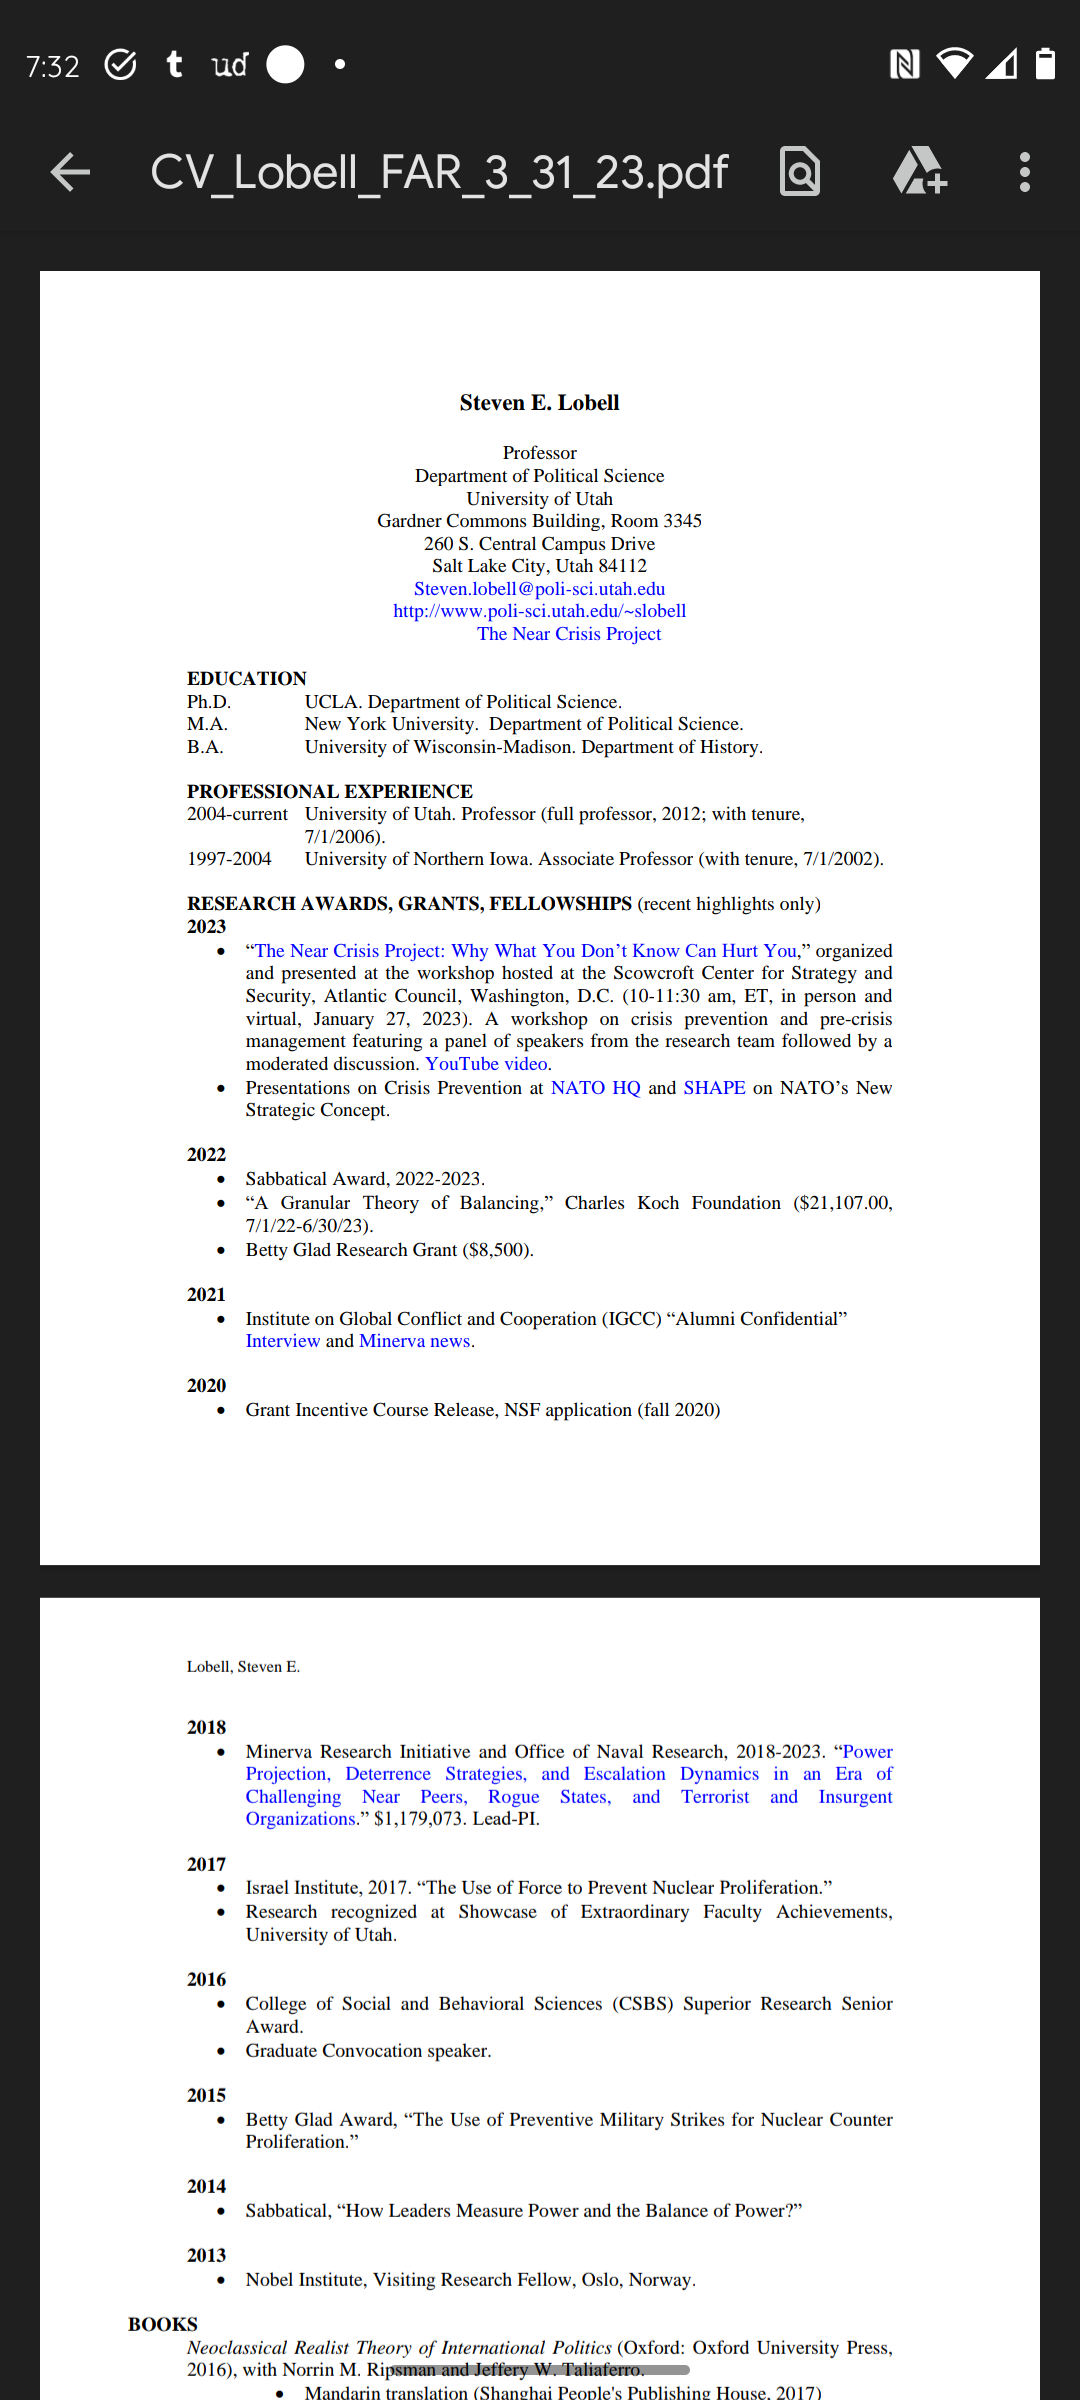 7:32 t ud
CV_Lobell_FAR_3_31_23.pdf
Steven E. Lobell
Professor
Department of Political Science
University of Utah
Gardner Commons Building, Room 3345
260 S. Central Campus Drive
Salt Lake City, Utah 84112
Steven.lobell@poli-sci.utah.edu
http://www.poli-sci.utah.edu/~slobell
The Near Crisis Project
EDUCATION
Ph.D. UCLA. Department of Political Science.
M.A. New York University. Department of Political Science.
B.A. University of Wisconsin-Madison. Department of History.
PROFESSIONAL EXPERIENCE
2004-current University of Utah. Professor (full professor, 2012; with tenure,
7/1/2006).
1997-2004 University of Northern Iowa. Associate Professor (with tenure, 7/1/2002).
RESEARCH AWARDS, GRANTS, FELLOWSHIPS (recent highlights only)
2023
• “The Near Crisis Project: Why What You Don’t Know Can Hurt You,” organized
and presented at the workshop hosted at the Scowcroft Center for Strategy and
Security, Atlantic Council, Washington, D.C. (10-11:30 am, ET, in person and
virtual, January 27, 2023). A workshop on crisis prevention and pre-crisis
management featuring a panel of speakers from the research team followed by a
moderated discussion. YouTube video.
• Presentations on Crisis Prevention at NATO HQ and SHAPE on NATO’s New
Strategic Concept.
2022
• Sabbatical Award, 2022-2023.
• “A Granular Theory of Balancing,” Charles Koch Foundation ($21,107.00,
7/1/22-6/30/23).
• Betty Glad Research Grant ($8,500).
2021
• Institute on Global Conflict and Cooperation (IGCC) “Alumni Confidential”
Interview and Minerva news.
2020
• Grant Incentive Course Release, NSF application (fall 2020)
Lobell, Steven E.
2018
• Minerva Research Initiative and Office of Naval Research, 2018-2023. “Power
Projection, Deterrence Strategies, and Escalation Dynamics in an Era of
Challenging Near Peers, Rogue States, and Terrorist and Insurgent
Organizations.” $1,179,073. Lead-PI.
2017
• Israel Institute, 2017. “The Use of Force to Prevent Nuclear Proliferation.”
• Research recognized at Showcase of Extraordinary Faculty Achievements,
University of Utah.
2016
• College of Social and Behavioral Sciences (CSBS) Superior Research Senior
Award.
• Graduate Convocation speaker.
2015
• Betty Glad Award, “The Use of Preventive Military Strikes for Nuclear Counter
Proliferation.”
2014
• Sabbatical, “How Leaders Measure Power and the Balance of Power?”
2013
• Nobel Institute, Visiting Research Fellow, Oslo, Norway.
BOOKS
Neoclassical Realist Theory of International Politics (Oxford: Oxford University Press,
2016), with Norrin M. Ripsman and Jeffery W. Taliaferro.
• Mandarin translation (Shanghai People's Publishing House, 2017)